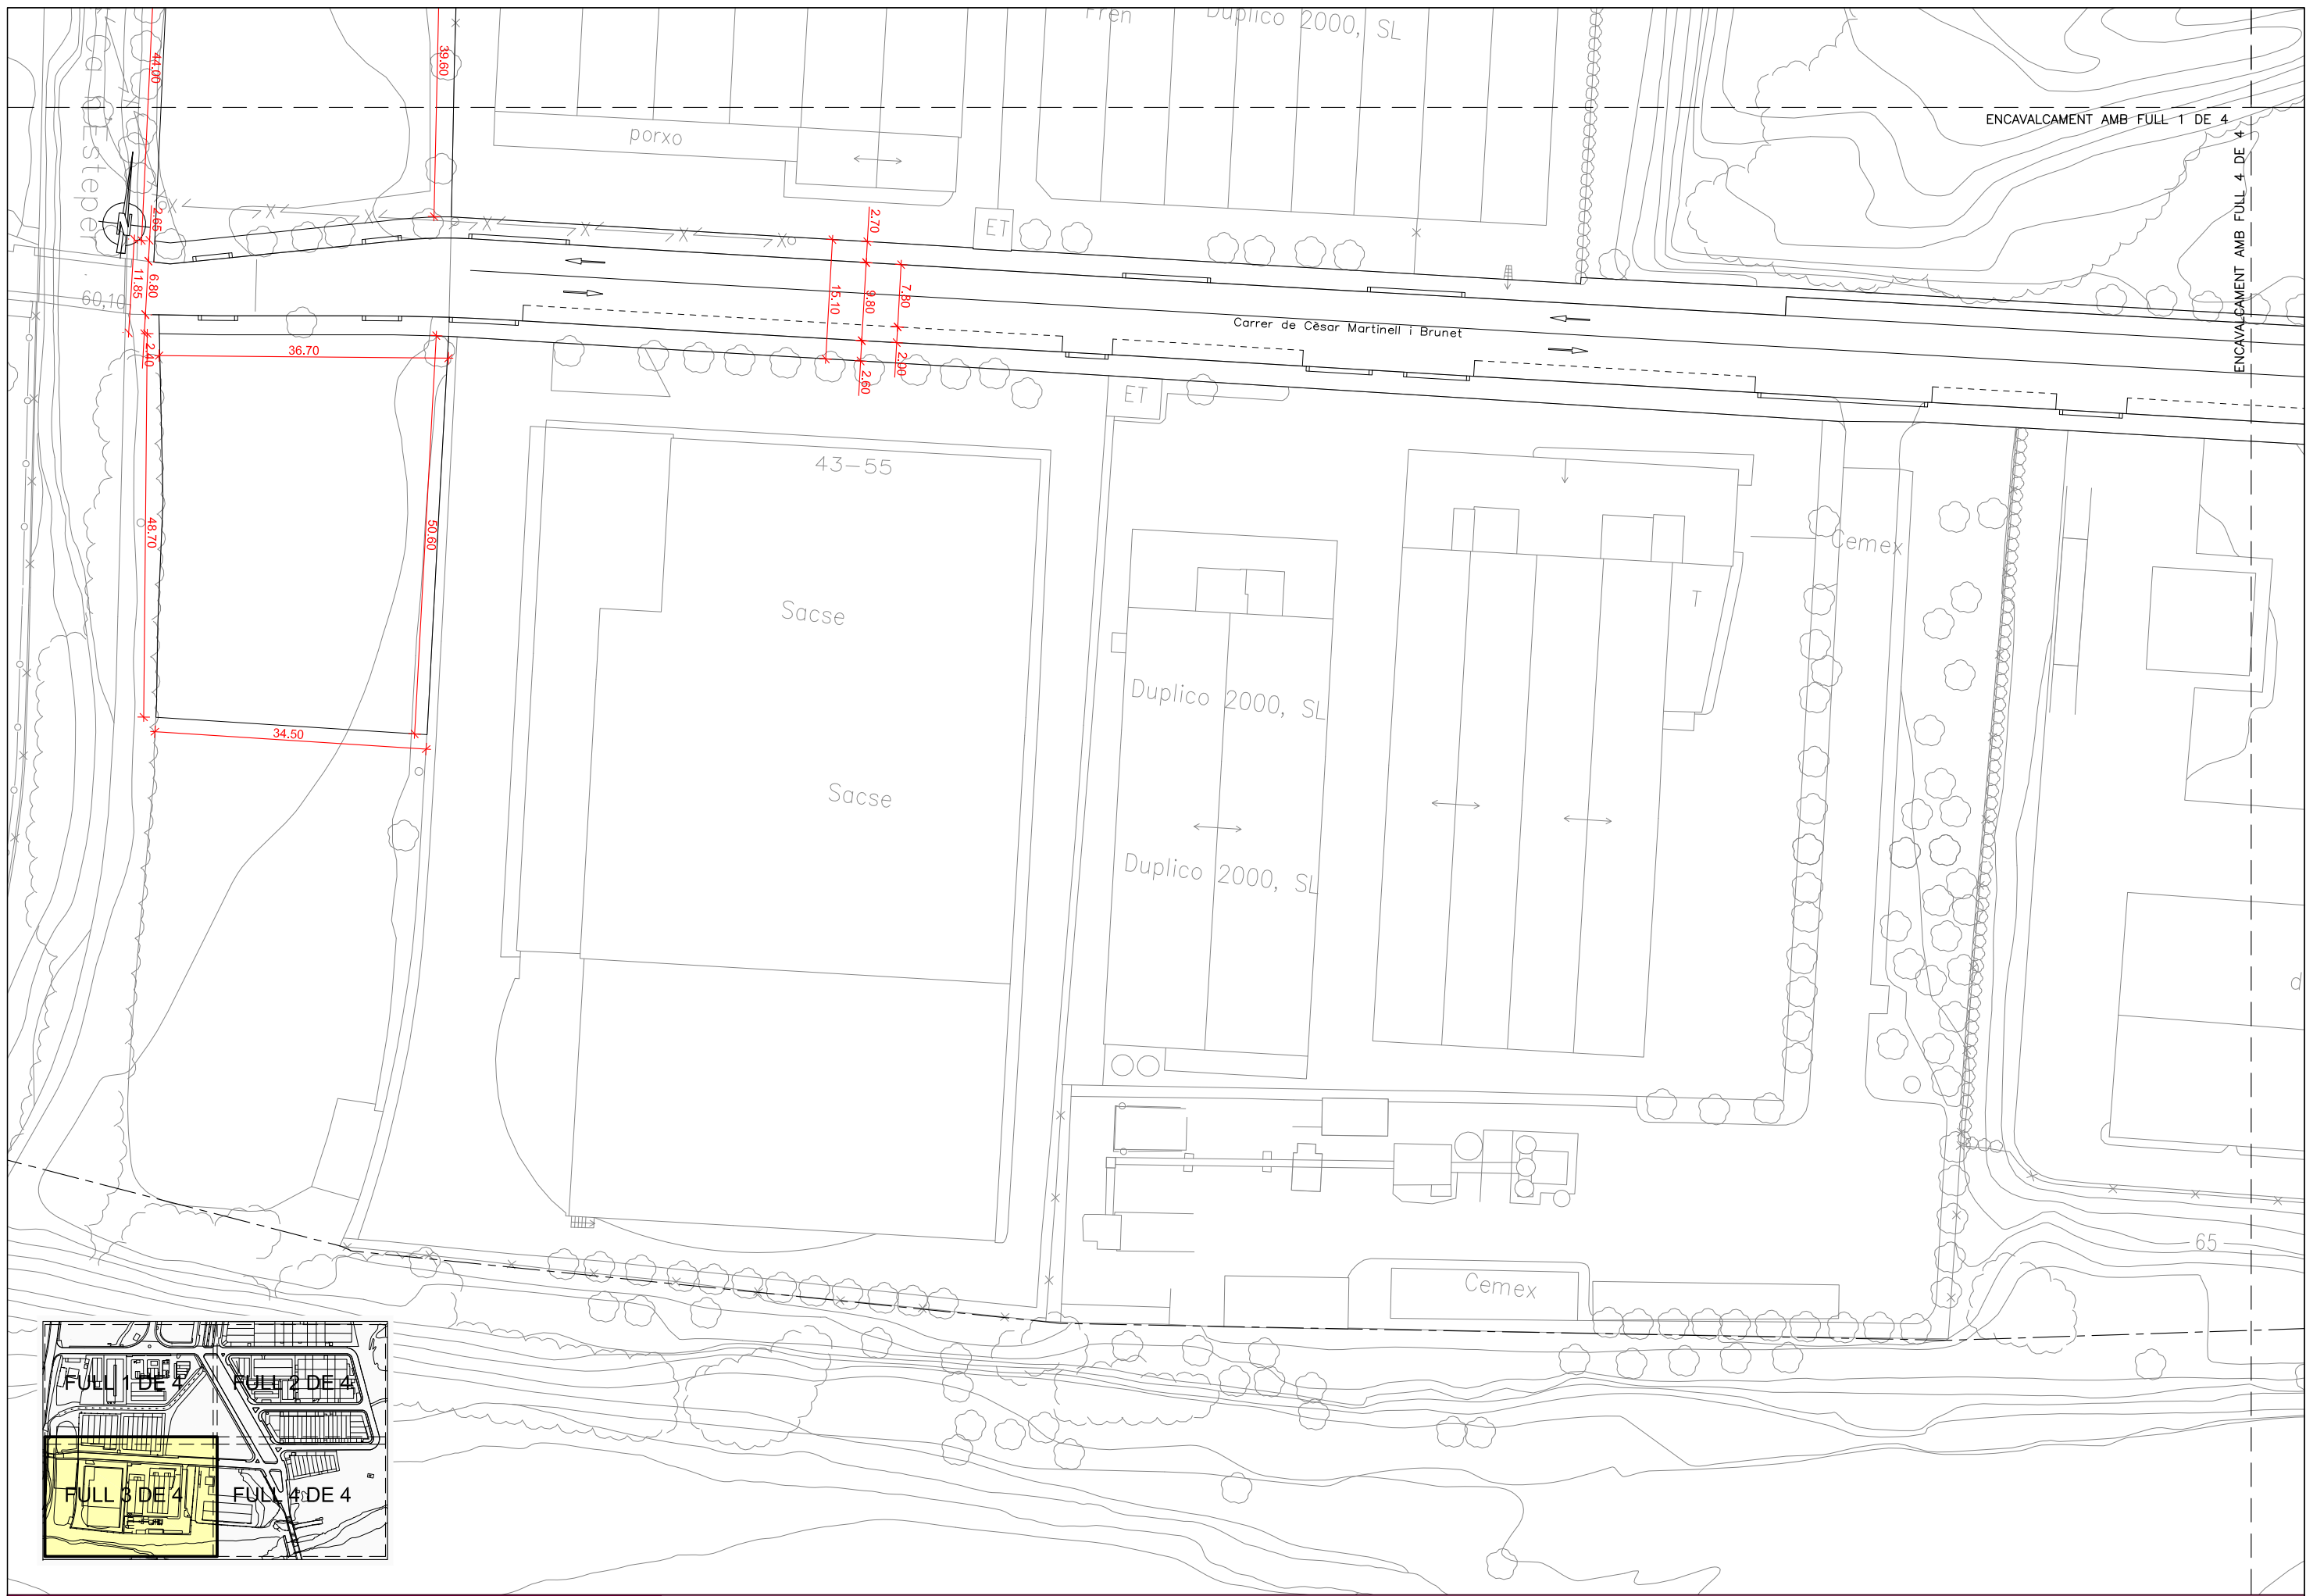 Fren
Duplico 2000, SL
44.00
39.60
ENCAVALCAMENT AMB FULL 1 DE 4
ENCAVALCAMENT AMB FULL 4 DE 4
porxo
2.65
2.70
ET
11.85
6.80
60,10
15.10
9.80
7.80
Carrer de Cèsar Martinell i Brunet
2.40
36.70
2.60
2.00
ET
43-55
48.70
50.60
Cemex
Sacse
T
Duplico 2000, SL
34.50
Sacse
Duplico 2000, SL
d
65
Cemex
FULL 1 DE 4
FULL 2 DE 4
FULL 3 DE 4
FULL 4 DE 4